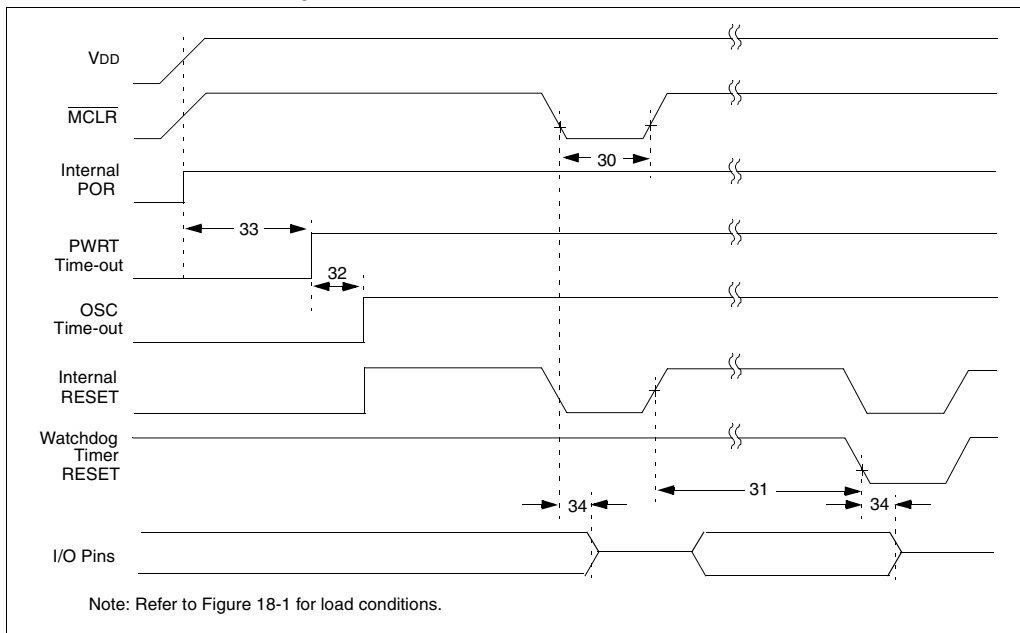 VDD
MCLR
30
Internal
POR
33
PWRT
Time-out
32
OSC
Time-out
Internal
RESET
Watchdog
Timer
RESET
31
34
34
I/O Pins
Note: Refer to Figure 18-1 for load conditions.